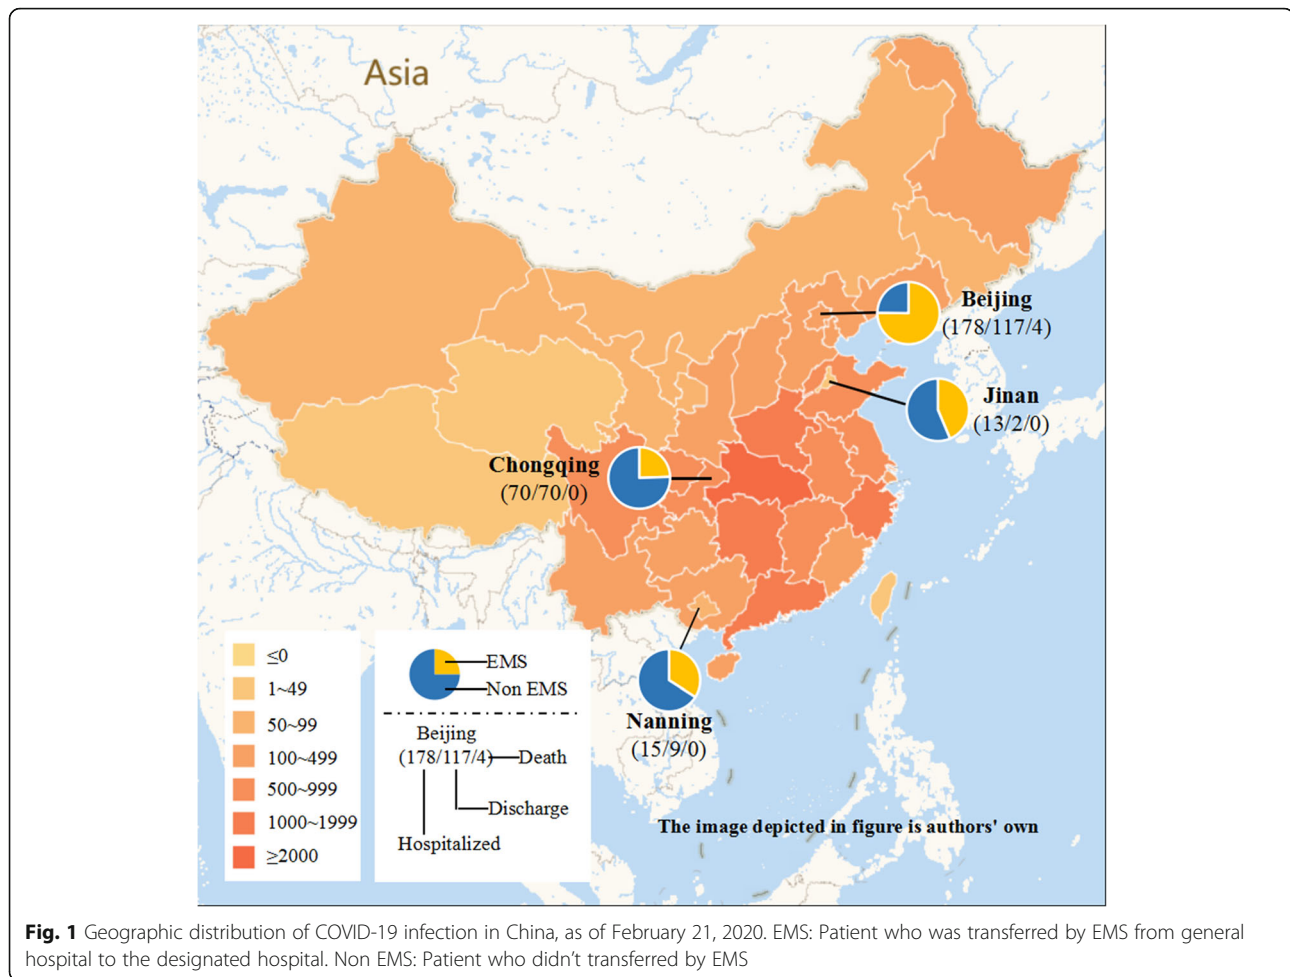 Asia
Beijing
(178/117/4)
Jinan
(13/2/0)
Chongqing
(70/70/0)
Nanning
(15/9/0)
≤0
1~49
50~99
100~499
500~999
1000~1999
≥2000
EMS
Non EMS
Beijing
(178/117/4)
Death
Discharge
Hospitalized
The image depicted in figure is authors' own
Fig. 1 Geographic distribution of COVID-19 infection in China, as of February 21, 2020. EMS: Patient who was transferred by EMS from general
hospital to the designated hospital. Non EMS: Patient who didn’t transferred by EMS